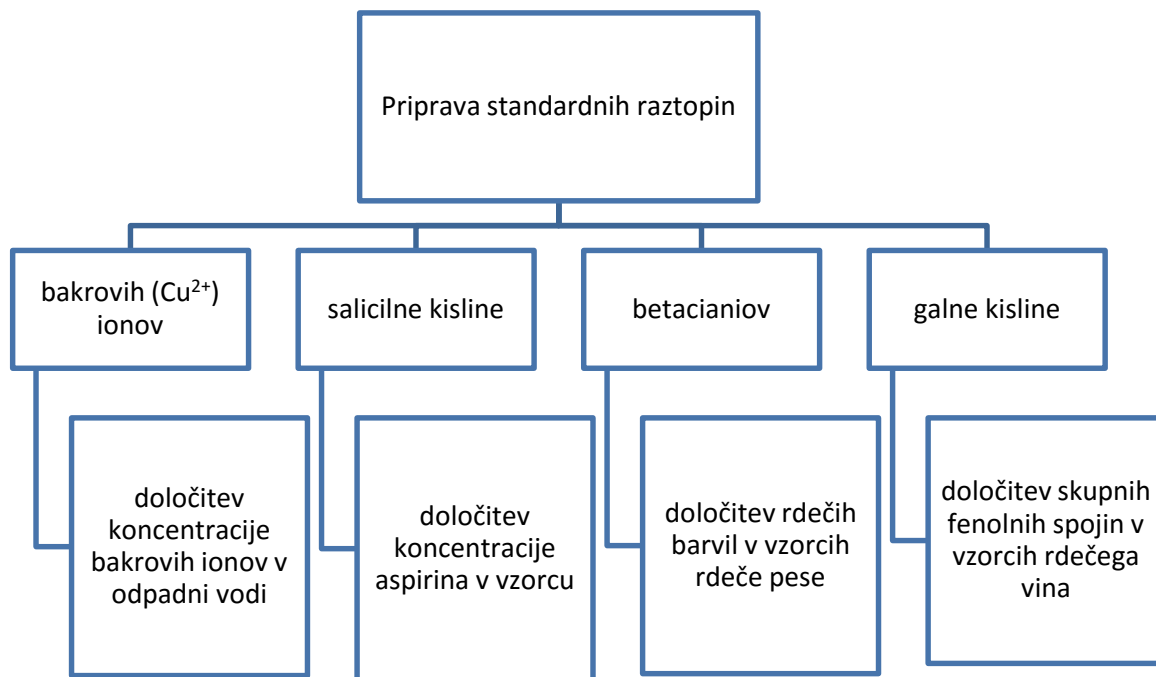 Priprava standardnih raztopin
bakrovih (Cu²⁺)
ionov
salicilne kisline
betacianiov
galne kisline
določitev
koncentracije
bakrovih ionov v
odpadni vodi
določitev
koncentracije
aspirina v vzorcu
določitev rdečih
barvil v vzorcih
rdeče pese
določitev skupnih
fenolnih spojin v
vzorcih rdečega
vina